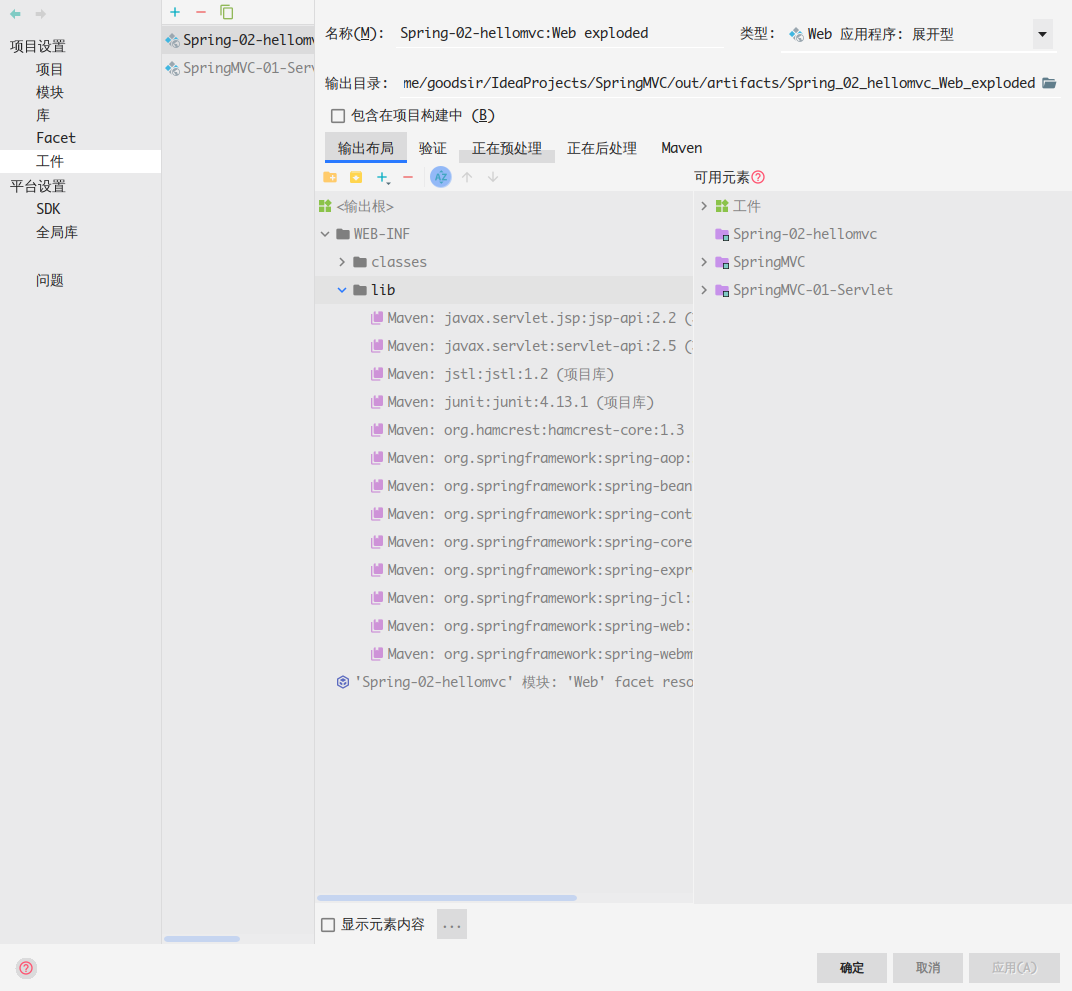 项目设置
项目
模块
库
Facet
工件
平台设置
SDK
全局库
问题
Spring-02-hellomv
SpringMVC-01-Serv
名称(M): Spring-02-hellomvc:Web exploded
类型: Web 应用程序: 展开型
输出目录: me/goodsir/IdeaProjects/SpringMVC/out/artifacts/Spring_02_hellomvc_Web_exploded
包含在项目构建中 (B)
输出布局 验证 正在预处理 正在后处理 Maven
AZ
可用元素?
<输出根>
WEB-INF
classes
lib
Maven: javax.servlet.jsp:jsp-api:2.2 (
Maven: javax.servlet:servlet-api:2.5 (
Maven: jstl:jstl:1.2 (项目库)
Maven: junit:junit:4.13.1 (项目库)
Maven: org.hamcrest:hamcrest-core:1.3
Maven: org.springframework:spring-aop:
Maven: org.springframework:spring-bean
Maven: org.springframework:spring-cont
Maven: org.springframework:spring-core
Maven: org.springframework:spring-expr
Maven: org.springframework:spring-jcl:
Maven: org.springframework:spring-web:
Maven: org.springframework:spring-webm
'Spring-02-hellomvc' 模块: 'Web' facet reso
工件
Spring-02-hellomvc
SpringMVC
SpringMVC-01-Servlet
显示元素内容 ...
?
确定 取消 应用(A)